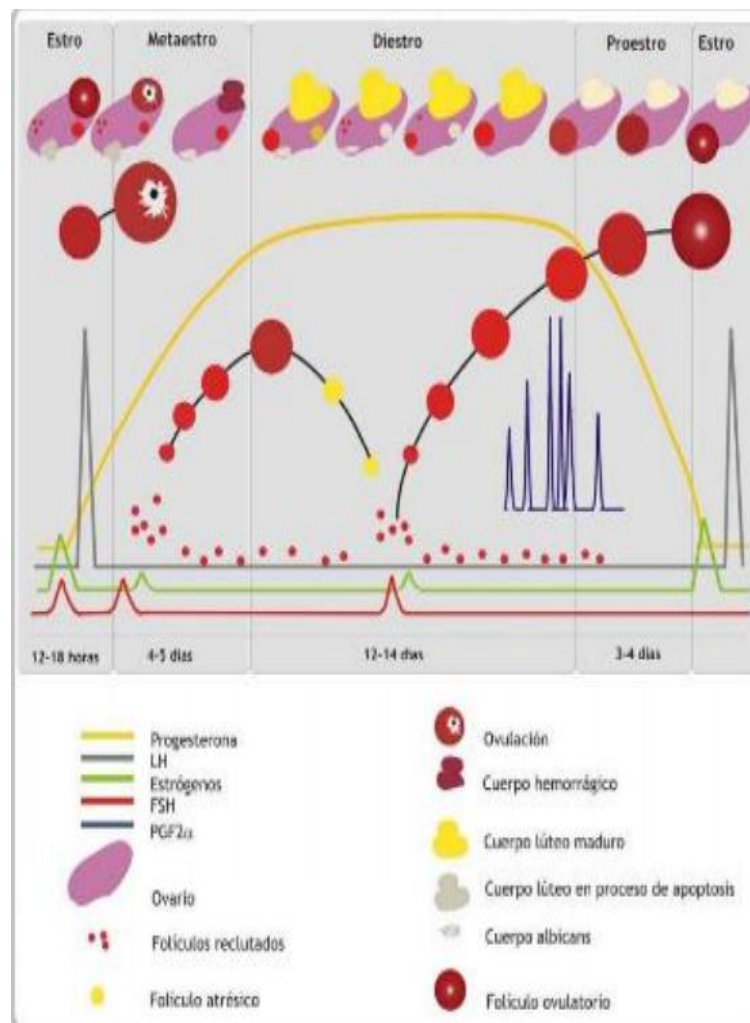 Estro Metaestro Diestro Proestro Estro
12-18 horas 4-5 días 12-14 días 3-4 días
Progesterona
LH
Estrógenos
FSH
PGF2α
Ovario
Folículos reclutados
Folículo atrésico
Ovulación
Cuerpo hemorrágico
Cuerpo lúteo maduro
Cuerpo lúteo en proceso de apoptosis
Cuerpo albicans
Folículo ovulatorio